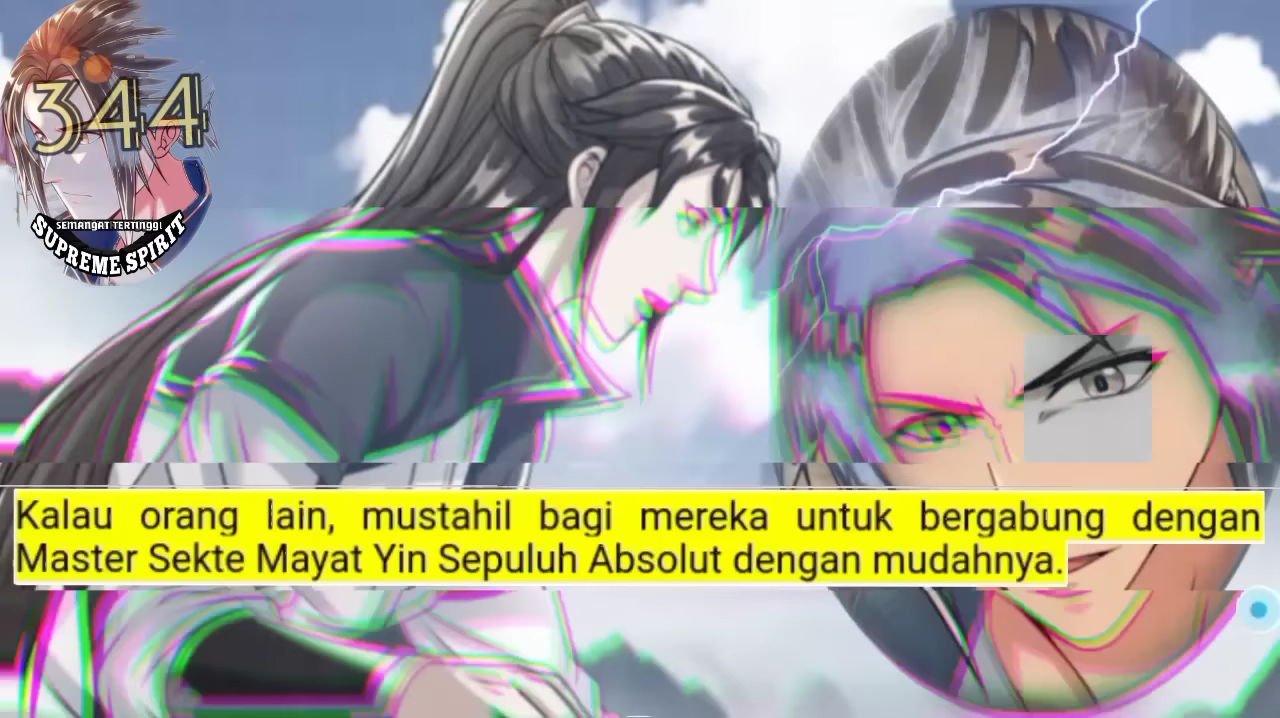 344
SEMANGAT TERTINGGI
SUPREME SPIRIT
Kalau orang lain, mustahil bagi mereka untuk bergabung dengan
Master Sekte Mayat Yin Sepuluh Absolut dengan mudahnya.